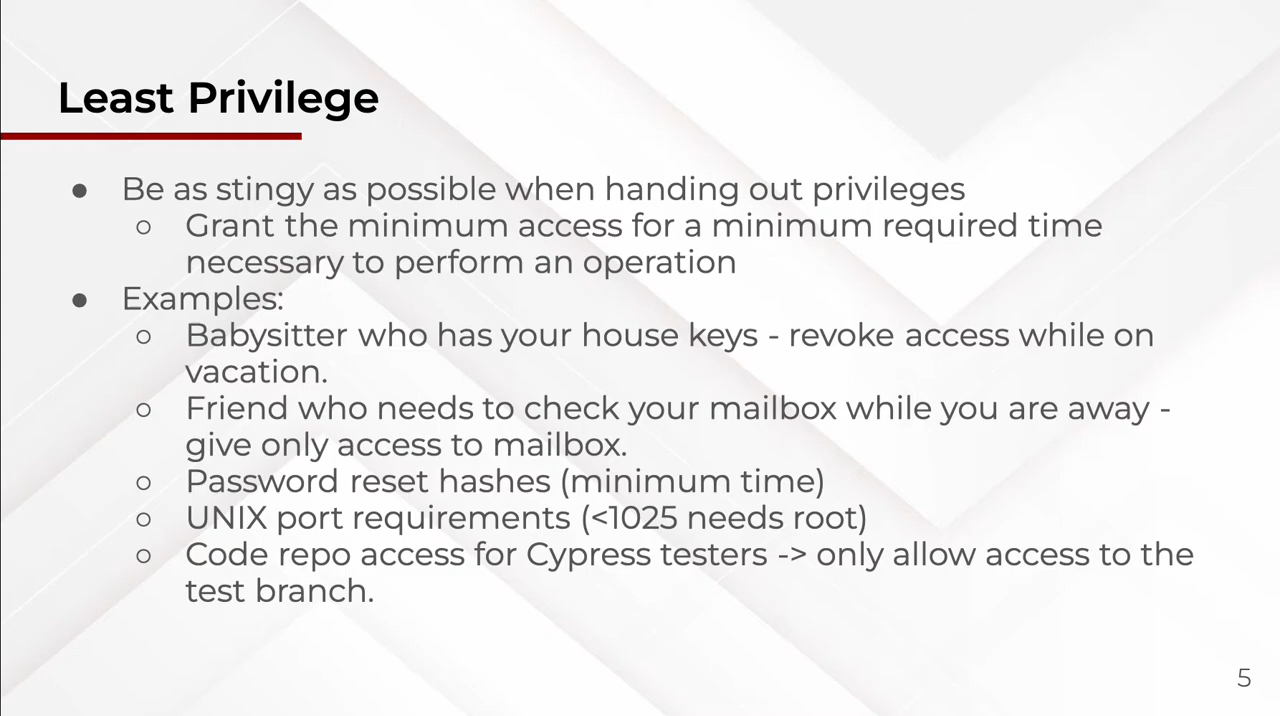 Least Privilege
● Be as stingy as possible when handing out privileges
○ Grant the minimum access for a minimum required time
necessary to perform an operation
● Examples:
○ Babysitter who has your house keys - revoke access while on
vacation.
○ Friend who needs to check your mailbox while you are away -
give only access to mailbox.
○ Password reset hashes (minimum time)
○ UNIX port requirements (<1025 needs root)
○ Code repo access for Cypress testers -> only allow access to the
test branch.
5